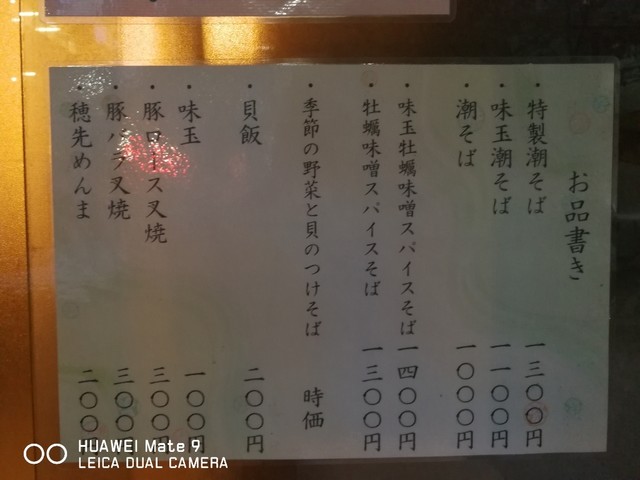 お品書き
・特製潮そば 一三〇〇円
・味玉潮そば 一一〇〇円
・潮そば 一〇〇〇円
・味玉牡蠣味噌スパイスそば 一四〇〇円
・牡蠣味噌スパイスそば 一三〇〇円
・季節の野菜と貝のつけそば 時価
・貝飯 二〇〇円
・味玉 一〇〇円
・豚ロース叉焼 三〇〇円
・豚バラ叉焼 三〇〇円
・穂先めんま 二〇〇円
HUAWEI Mate 9
LEICA DUAL CAMERA